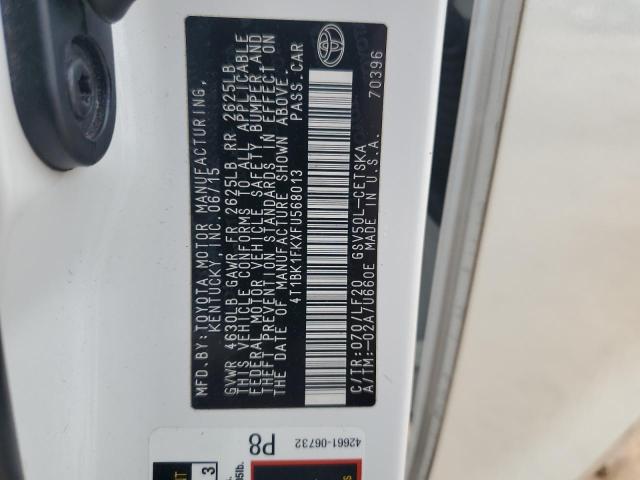 MFD. BY: TOYOTA MOTOR MANUFACTURING,
KENTUCKY, INC. 06/15
GVWR 4630LB GAWR FR 2625LB RR 2625LB
THIS VEHICLE CONFORMS TO ALL APPLICABLE
FEDERAL MOTOR VEHICLE SAFETY, BUMPER, AND
THEFT PREVENTION STANDARDS IN EFFECT ON
THE DATE OF MANUFACTURE SHOWN ABOVE.
4T1BK1FKXFU568013 PASS. CAR
C/TR: 070/LF20 GSV50L-CETSKA
A/TM: -02A/U660E MADE IN U.S.A. 70396
42661-06732
P8
3